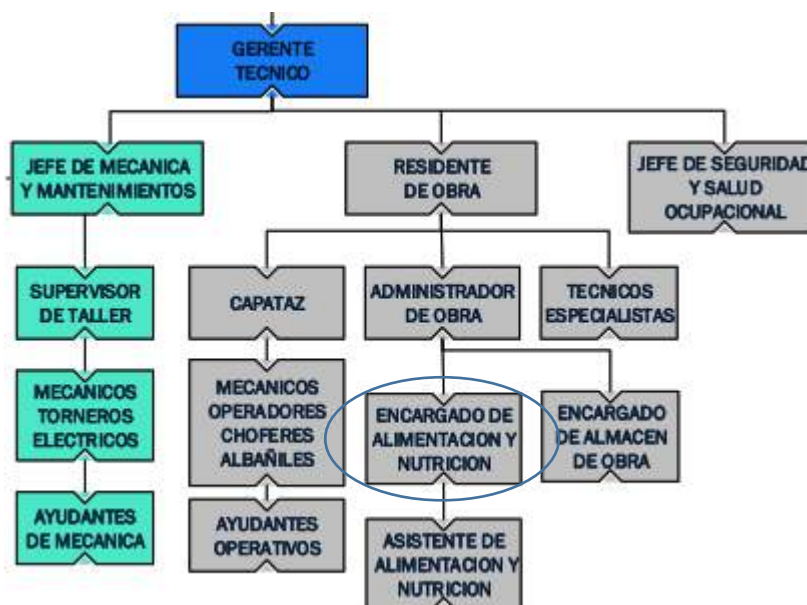 GERENTE
TECNICO
JEFE DE MECANICA
Y MANTENIMIENTOS
RESIDENTE
DE OBRA
JEFE DE SEGURIDAD
Y SALUD
OCUPACIONAL
SUPERVISOR
DE TALLER
CAPATAZ
ADMINISTRADOR
DE OBRA
TECNICOS
ESPECIALISTAS
MECANICOS
TORNEROS
ELECTRICOS
MECANICOS
OPERADORES
CHOFERES
ALBAÑILES
ENCARGADO DE
ALIMENTACION Y
NUTRICION
ENCARGADO
DE ALMACEN
DE OBRA
AYUDANTES
DE MECANICA
AYUDANTES
OPERATIVOS
ASISTENTE DE
ALIMENTACION Y
NUTRICION